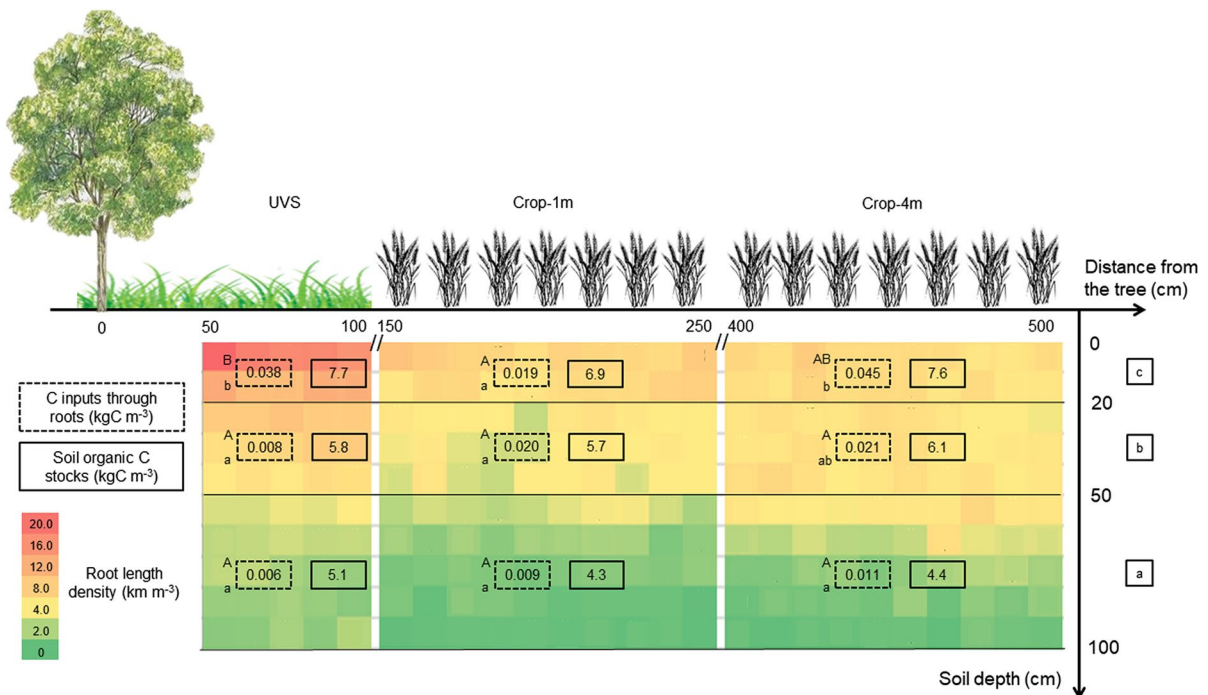 UVS
Crop-1m
Crop-4m
Distance from
the tree (cm)
0
50
100
150
250
400
500
0
B
b
0.038
7.7
A
a
0.019
6.9
AB
b
0.045
7.6
c
20
C inputs through
roots (kgC m-3)
A
a
0.008
5.8
A
a
0.020
5.7
A
ab
0.021
6.1
b
Soil organic C
stocks (kgC m-3)
50
20.0
16.0
12.0
8.0
4.0
2.0
0
Root length
density (km m-3)
A
a
0.006
5.1
A
a
0.009
4.3
A
a
0.011
4.4
a
100
Soil depth (cm)